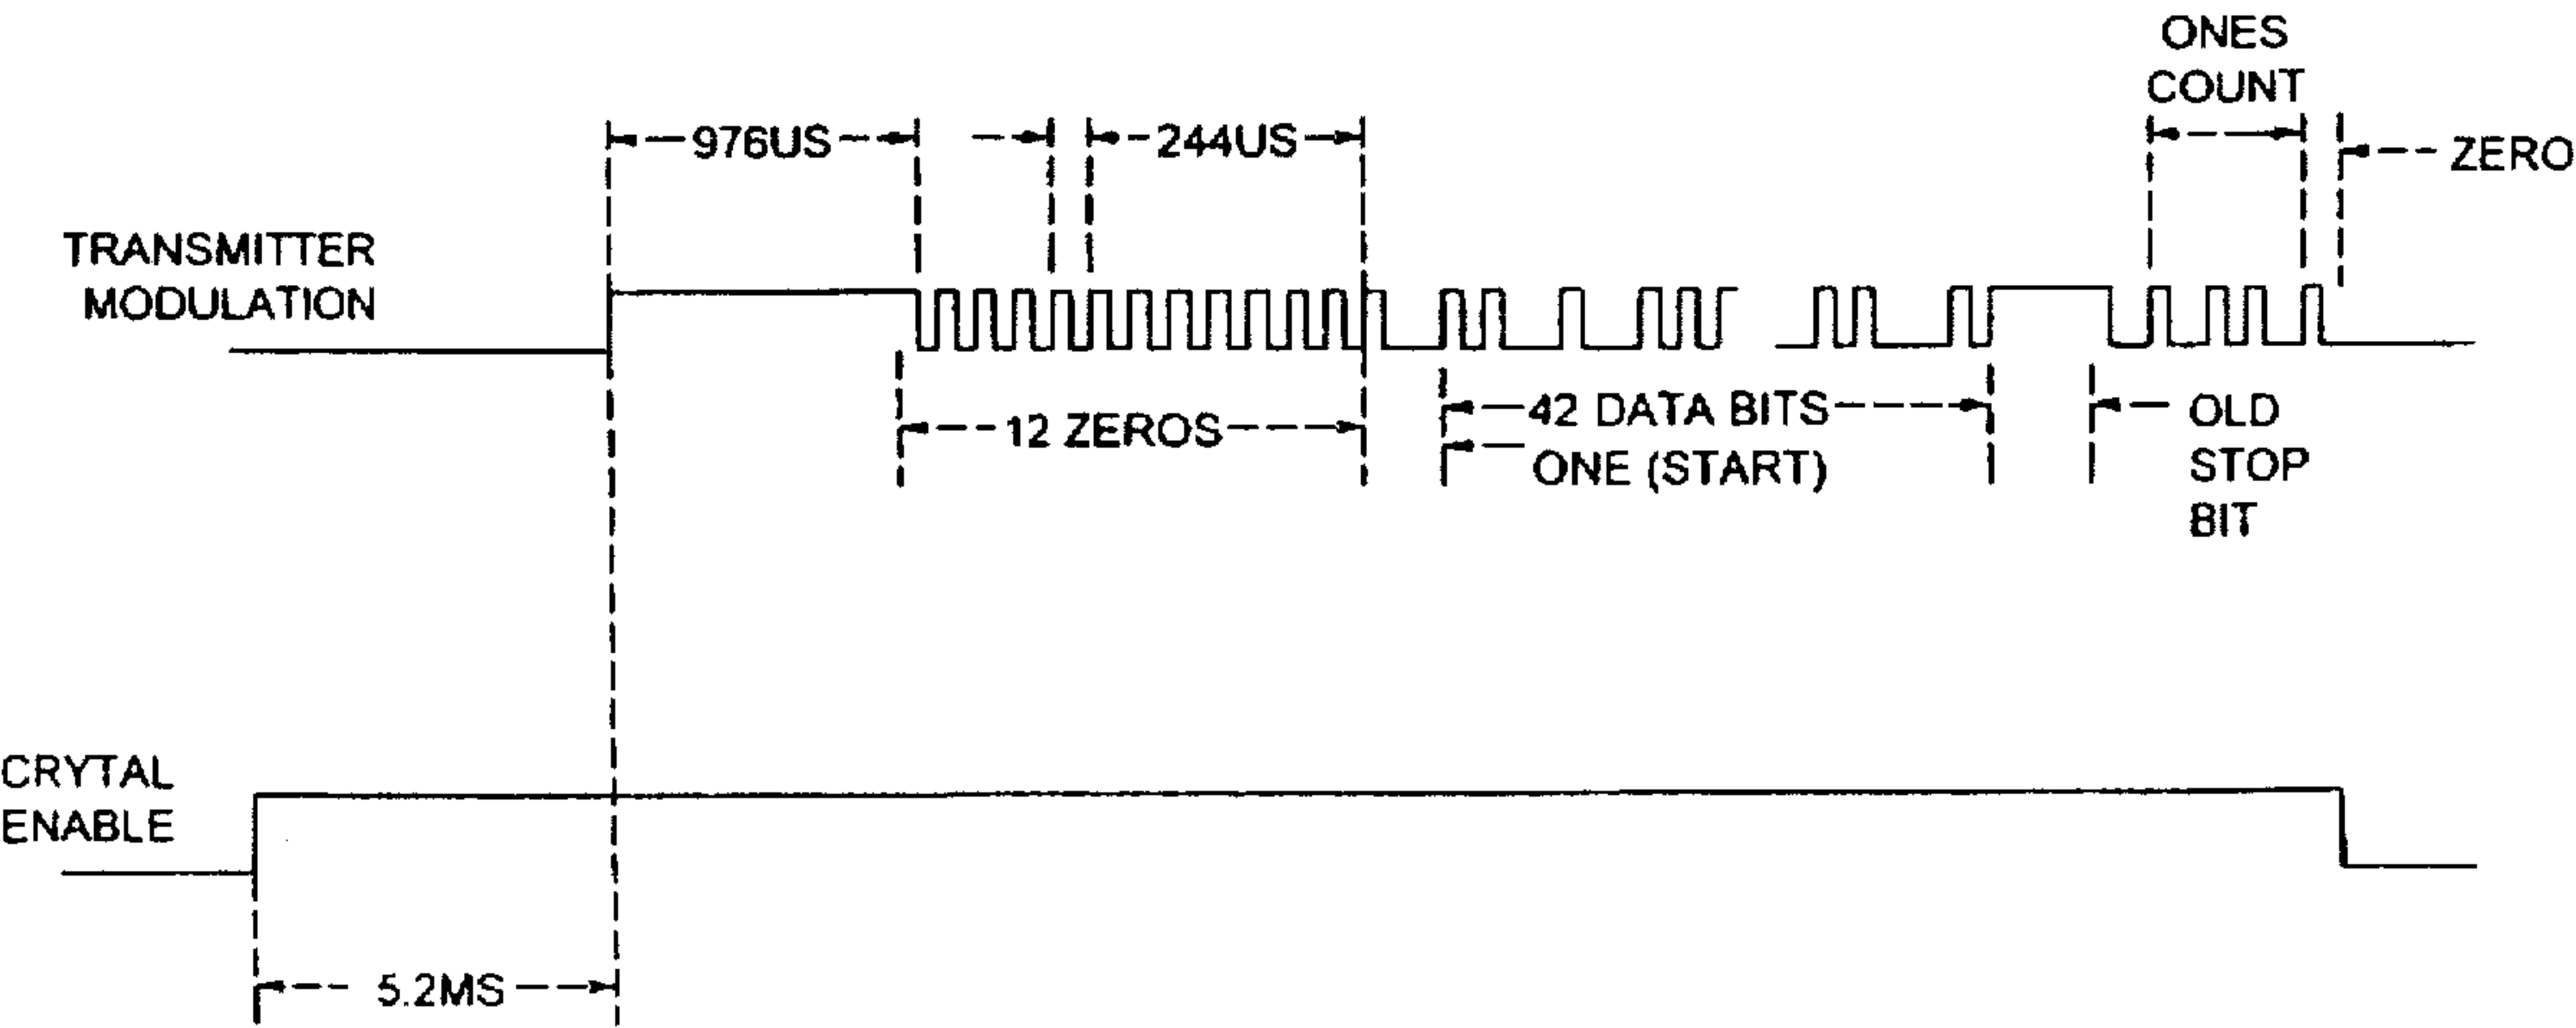 ONES
COUNT
976US
244US
ZERO
TRANSMITTER
MODULATION
12 ZEROS
42 DATA BITS
ONE (START)
OLD
STOP
BIT
CRYTAL
ENABLE
5.2MS